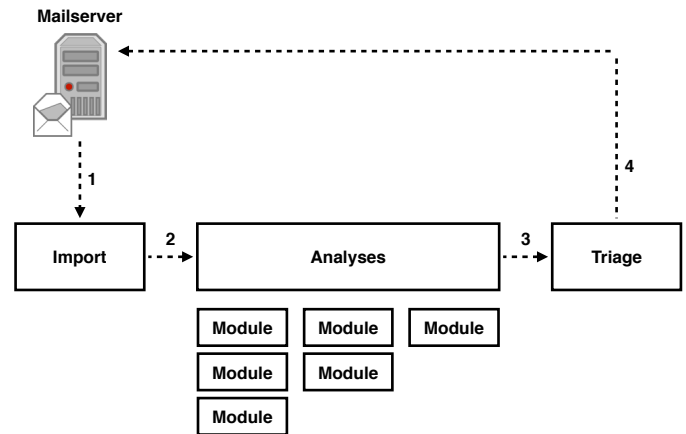 Mailserver
1
4
Import
2
Analyses
3
Triage
Module
Module
Module
Module
Module
Module